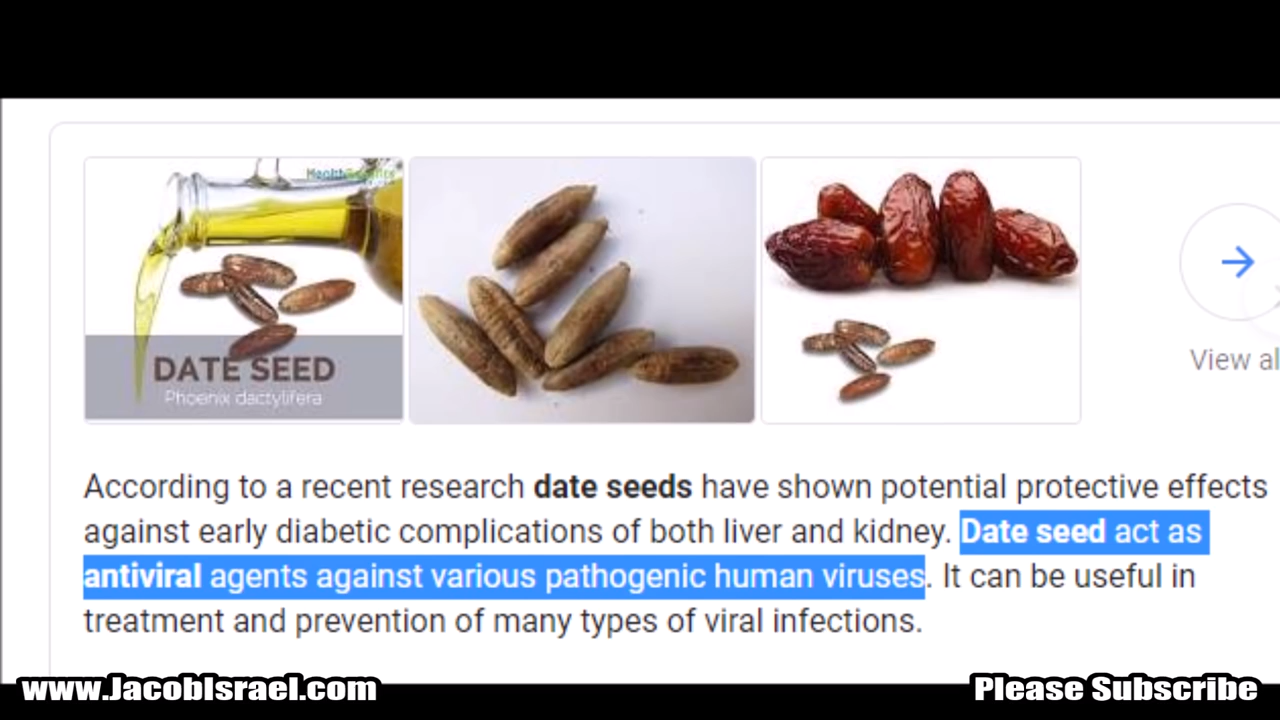 HealthBenefits
DATE SEED
Phoenix dactylifera
View al
According to a recent research date seeds have shown potential protective effects
against early diabetic complications of both liver and kidney. Date seed act as
antiviral agents against various pathogenic human viruses. It can be useful in
treatment and prevention of many types of viral infections.
www.JacobIsrael.com
Please Subscribe